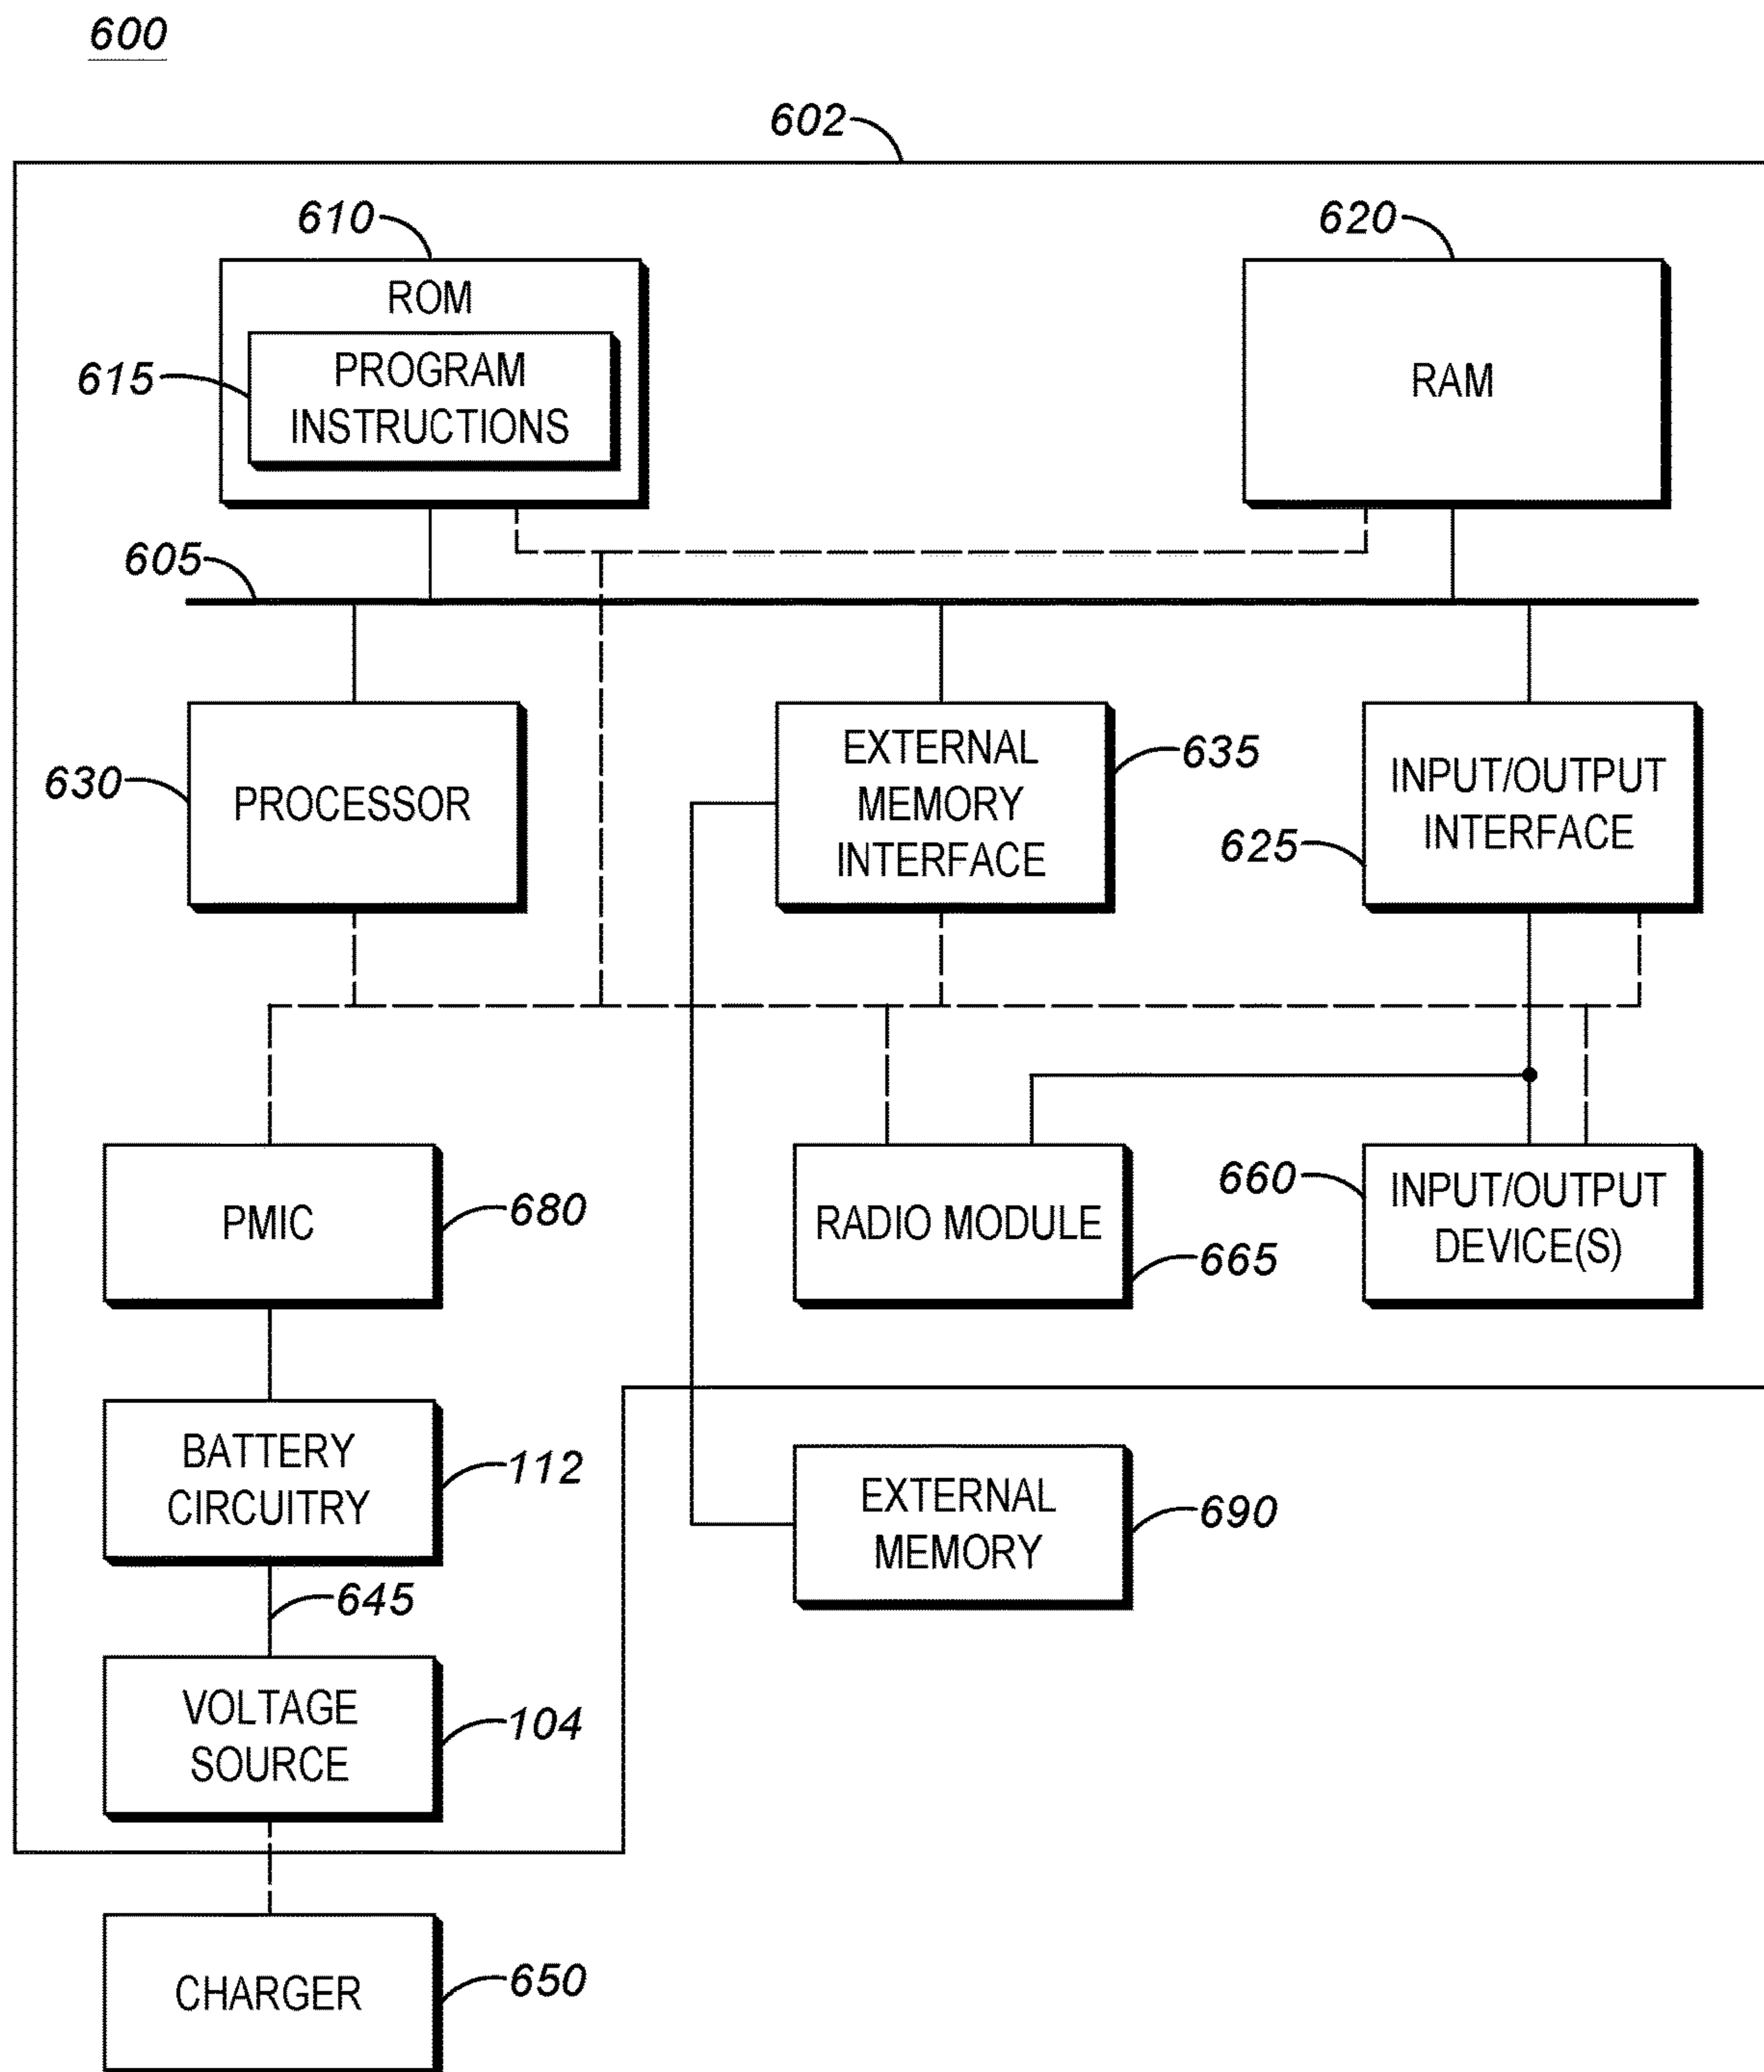 600
602
610
620
ROM
615
PROGRAM
INSTRUCTIONS
RAM
605
630
PROCESSOR
EXTERNAL
MEMORY
INTERFACE
635
INPUT/OUTPUT
INTERFACE
625
PMIC
680
RADIO MODULE
665
660
INPUT/OUTPUT
DEVICE(S)
BATTERY
CIRCUITRY
112
EXTERNAL
MEMORY
690
645
VOLTAGE
SOURCE
104
CHARGER
650